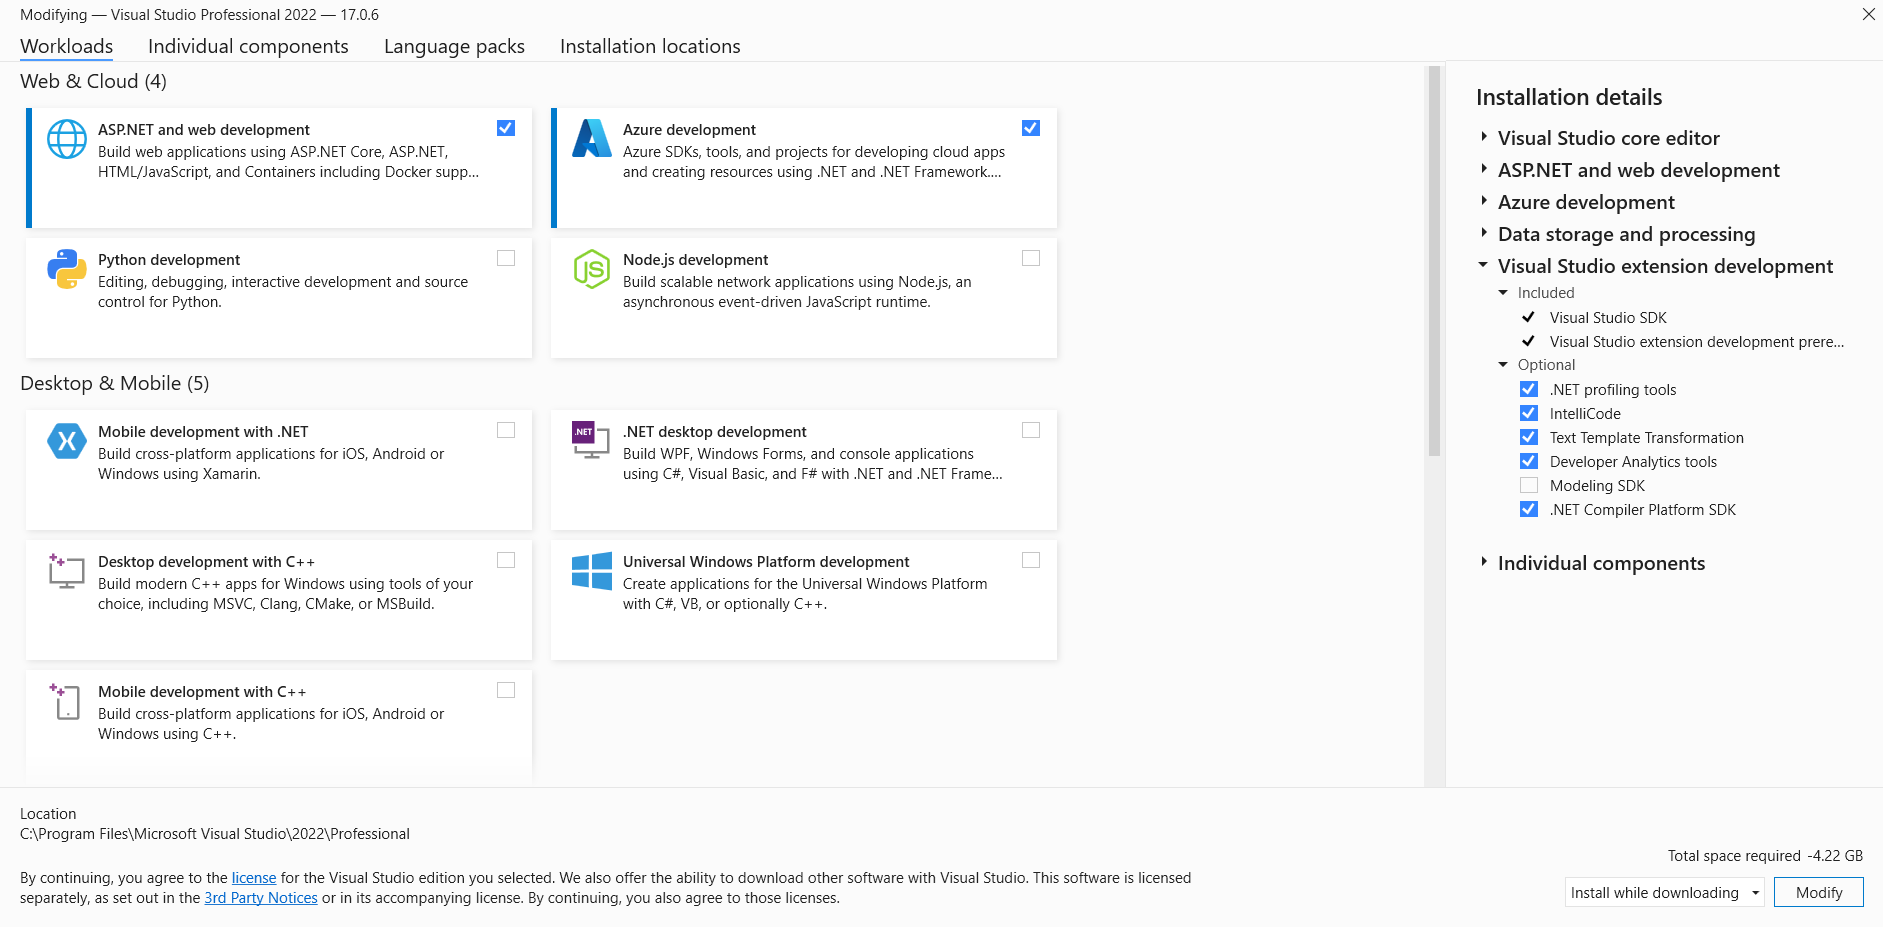 Modifying — Visual Studio Professional 2022 — 17.0.6
Workloads
Individual components
Language packs
Installation locations
Web & Cloud (4)
ASP.NET and web development
Build web applications using ASP.NET Core, ASP.NET,
HTML/JavaScript, and Containers including Docker supp...
Azure development
Azure SDKs, tools, and projects for developing cloud apps
and creating resources using .NET and .NET Framework....
Python development
Editing, debugging, interactive development and source
control for Python.
JS
Node.js development
Build scalable network applications using Node.js, an
asynchronous event-driven JavaScript runtime.
Desktop & Mobile (5)
Mobile development with .NET
Build cross-platform applications for iOS, Android or
Windows using Xamarin.
.NET
.NET desktop development
Build WPF, Windows Forms, and console applications
using C#, Visual Basic, and F# with .NET and .NET Frame...
Desktop development with C++
Build modern C++ apps for Windows using tools of your
choice, including MSVC, Clang, CMake, or MSBuild.
Universal Windows Platform development
Create applications for the Universal Windows Platform
with C#, VB, or optionally C++.
Mobile development with C++
Build cross-platform applications for iOS, Android or
Windows using C++.
Installation details
Visual Studio core editor
ASP.NET and web development
Azure development
Data storage and processing
Visual Studio extension development
Included
Visual Studio SDK
Visual Studio extension development prere...
Optional
.NET profiling tools
IntelliCode
Text Template Transformation
Developer Analytics tools
Modeling SDK
.NET Compiler Platform SDK
Individual components
Location
C:\Program Files\Microsoft Visual Studio\2022\Professional
By continuing, you agree to the license for the Visual Studio edition you selected. We also offer the ability to download other software with Visual Studio. This software is licensed
separately, as set out in the 3rd Party Notices or in its accompanying license. By continuing, you also agree to those licenses.
Total space required -4.22 GB
Install while downloading
Modify